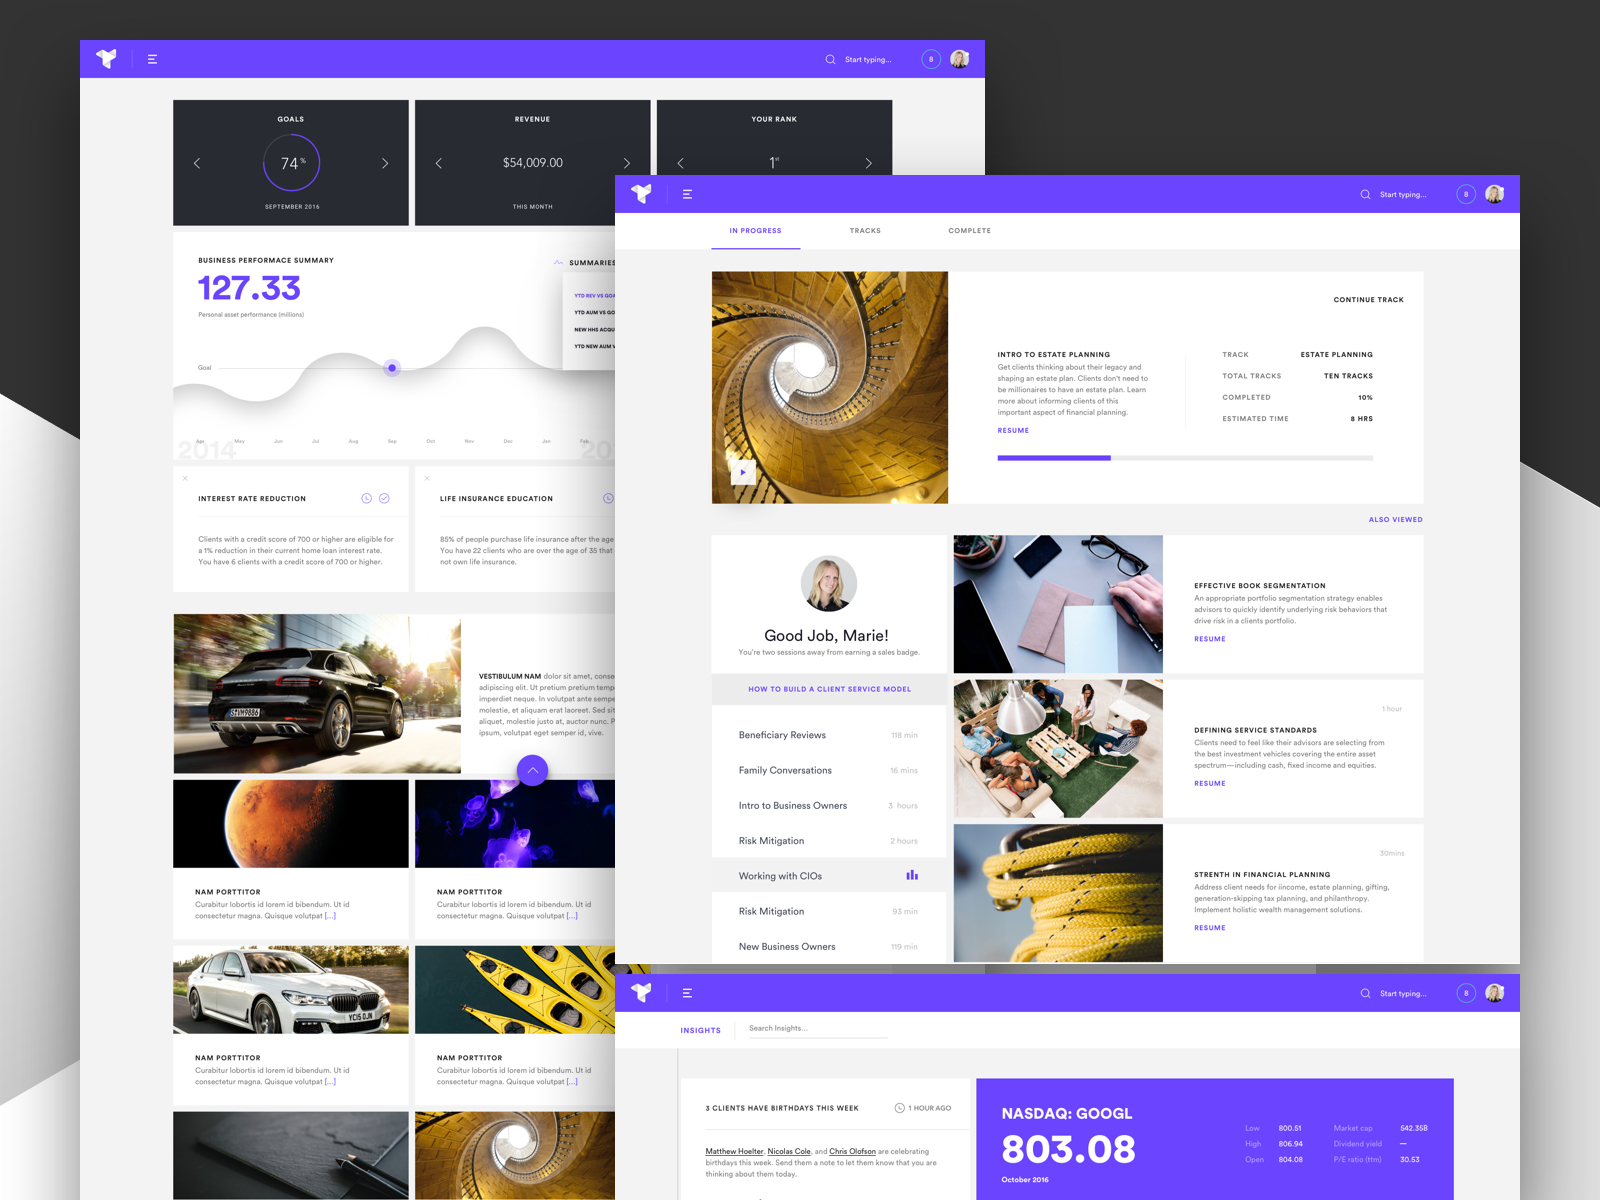 Start typing...
8
GOALS
74%
SEPTEMBER 2016
REVENUE
$54,009.00
THIS MONTH
YOUR RANK
1st
BUSINESS PERFORMACE SUMMARY
127.33
Personal asset performance (millions)
SUMMARIES
YTD REV VS GOA
YTD AUM VS GO
NEW HHS ACQU
YTD NEW AUM V
Goal
2014
Apr May Jun Jul Aug Sep Oct Nov Dec Jan Feb
20
INTEREST RATE REDUCTION
Clients with a credit score of 700 or higher are eligible for
a 1% reduction in their current home loan interest rate.
You have 6 clients with a credit score of 700 or higher.
LIFE INSURANCE EDUCATION
85% of people purchase life insurance after the age
You have 22 clients who are over the age of 35 that
not own life insurance.
VESTIBULUM NAM dolor sit amet, conse
adipiscing elit. Ut pretium pretium temp
imperdiet neque. In volutpat ante sempe
molestie, et aliquam erat laoreet. Sed sit
aliquet, molestie justo at, auctor nunc. P
ipsum, volutpat eget semper id, vive.
NAM PORTTITOR
Curabitur lobortis id lorem id bibendum. Ut id
consectetur magna. Quisque volutpat [...]
NAM PORTTITOR
Curabitur lobortis id lorem id bibendum. Ut id
consectetur magna. Quisque volutpat [...]
YC15 0JN
NAM PORTTITOR
Curabitur lobortis id lorem id bibendum. Ut id
consectetur magna. Quisque volutpat [...]
NAM PORTTITOR
Curabitur lobortis id lorem id bibendum. Ut id
consectetur magna. Quisque volutpat [...]
Start typing...
8
IN PROGRESS
TRACKS
COMPLETE
CONTINUE TRACK
INTRO TO ESTATE PLANNING
Get clients thinking about their legacy and
shaping an estate plan. Clients don't need to
be millionaires to have an estate plan. Learn
more about informing clients of this
important aspect of financial planning.
RESUME
TRACK ESTATE PLANNING
TOTAL TRACKS TEN TRACKS
COMPLETED 10%
ESTIMATED TIME 8 HRS
ALSO VIEWED
Good Job, Marie!
You're two sessions away from earning a sales badge.
HOW TO BUILD A CLIENT SERVICE MODEL
Beneficiary Reviews 118 min
Family Conversations 16 mins
Intro to Business Owners 3 hours
Risk Mitigation 2 hours
Working with CIOs
Risk Mitigation 93 min
New Business Owners 119 min
EFFECTIVE BOOK SEGMENTATION
An appropriate portfolio segmentation strategy enables
advisors to quickly identify underlying risk behaviors that
drive risk in a clients portfolio.
RESUME
1 hour
DEFINING SERVICE STANDARDS
Clients need to feel like their advisors are selecting from
the best investment vehicles covering the entire asset
spectrum—including cash, fixed income and equities.
RESUME
30mins
STRENTH IN FINANCIAL PLANNING
Address client needs for iincome, estate planning, gifting,
generation-skipping tax planning, and philanthropy.
Implement holistic wealth management solutions.
RESUME
Start typing...
8
INSIGHTS
Search Insights...
3 CLIENTS HAVE BIRTHDAYS THIS WEEK
1 HOUR AGO
Matthew Hoelter, Nicolas Cole, and Chris Olofson are celebrating
birthdays this week. Send them a note to let them know that you are
thinking about them today.
NASDAQ: GOOGL
803.08
October 2016
Low 800.51 Market cap 542.35B
High 806.94 Dividend yield —
Open 804.08 P/E ratio (ttm) 30.53